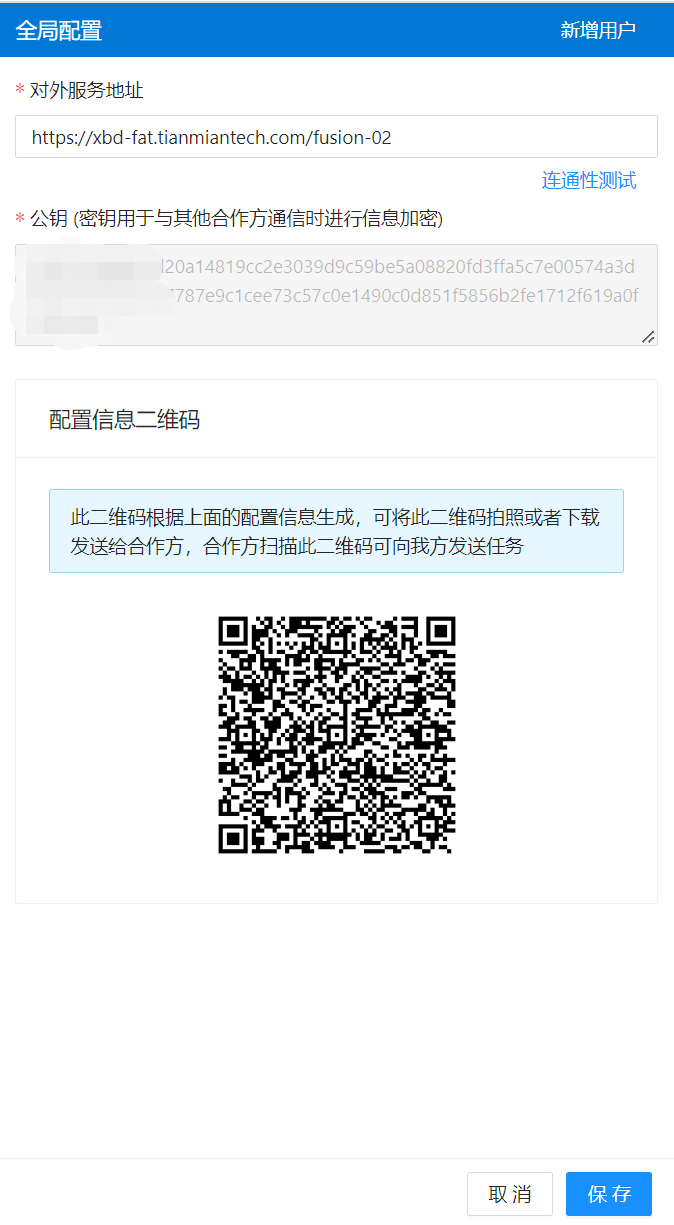 全局配置 新增用户
* 对外服务地址
https://xbd-fat.tianmiantech.com/fusion-02
连通性测试
* 公钥 (密钥用于与其他合作方通信时进行信息加密)
d20a14819cc2e3039d9c59be5a08820fd3ffa5c7e00574a3d
787e9c1cee73c57c0e1490c0d851f5856b2fe1712f619a0f
配置信息二维码
此二维码根据上面的配置信息生成，可将此二维码拍照或者下载
发送给合作方，合作方扫描此二维码可向我方发送任务
取 消 保 存